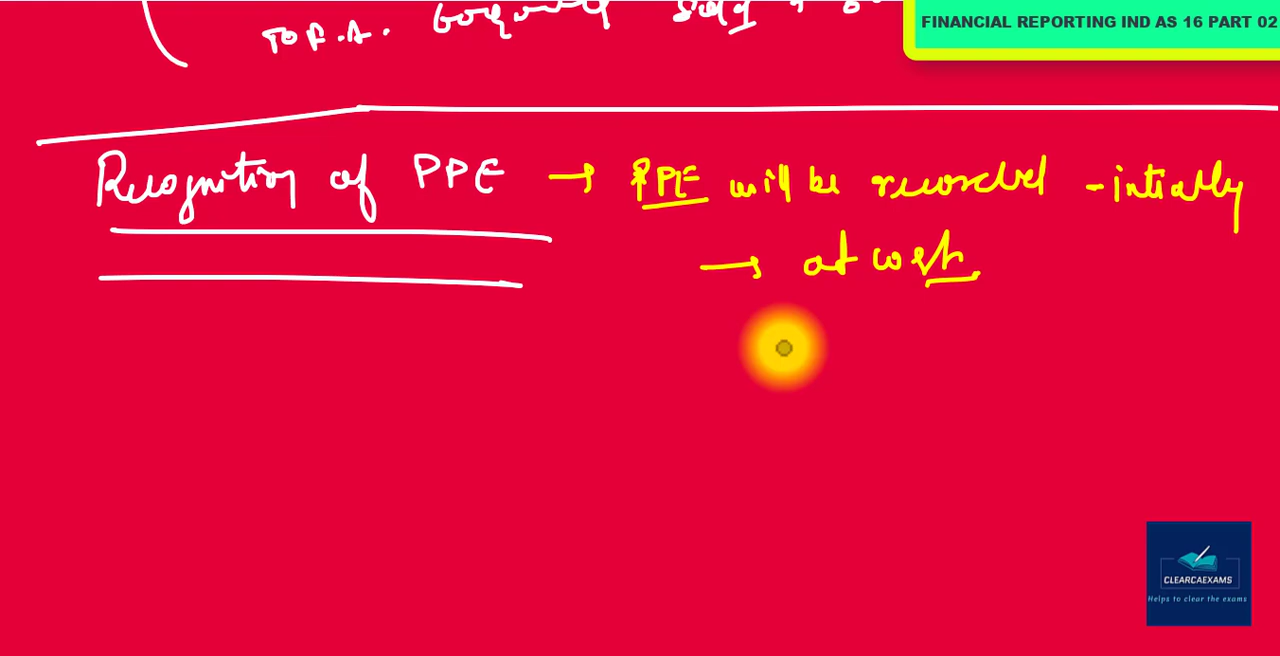 FINANCIAL REPORTING IND AS 16 PART 02
Recognition of PPE → PPE will be recorded - intially
→ at cost
CLEARCAEXAMS
Helps to clear the exams